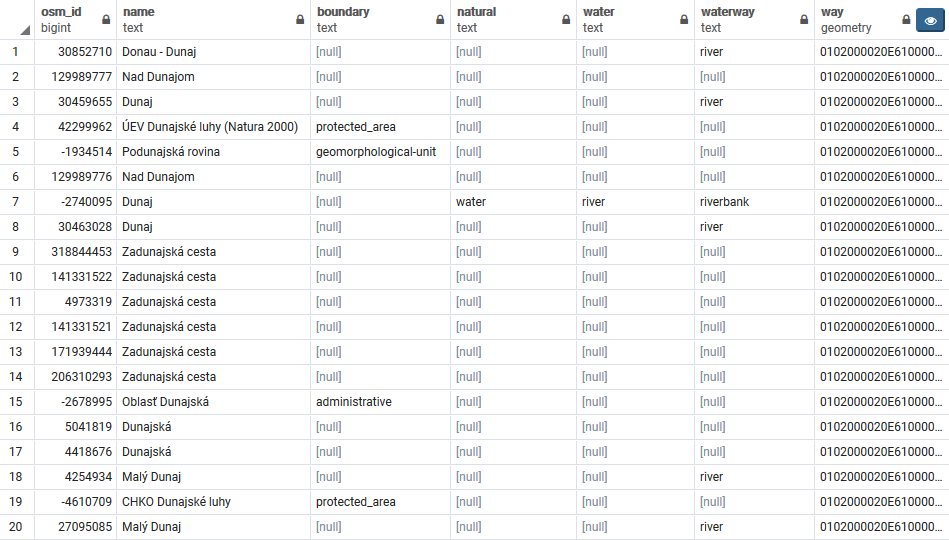 osm_id name boundary natural water waterway way
bigint text text text text text geometry
1 30852710 Donau - Dunaj [null] [null] [null] river 0102000020E610000…
2 129989777 Nad Dunajom [null] [null] [null] [null] 0102000020E610000…
3 30459655 Dunaj [null] [null] [null] river 0102000020E610000…
4 42299962 ÚEV Dunajské luhy (Natura 2000) protected_area [null] [null] [null] 0102000020E610000…
5 -1934514 Podunajská rovina geomorphological-unit [null] [null] [null] 0102000020E610000…
6 129989776 Nad Dunajom [null] [null] [null] [null] 0102000020E610000…
7 -2740095 Dunaj [null] water river riverbank 0102000020E610000…
8 30463028 Dunaj [null] [null] [null] river 0102000020E610000…
9 318844453 Zadunajská cesta [null] [null] [null] [null] 0102000020E610000…
10 141331522 Zadunajská cesta [null] [null] [null] [null] 0102000020E610000…
11 4973319 Zadunajská cesta [null] [null] [null] [null] 0102000020E610000…
12 141331521 Zadunajská cesta [null] [null] [null] [null] 0102000020E610000…
13 171939444 Zadunajská cesta [null] [null] [null] [null] 0102000020E610000…
14 206310293 Zadunajská cesta [null] [null] [null] [null] 0102000020E610000…
15 -2678995 Oblasť Dunajská administrative [null] [null] [null] 0102000020E610000…
16 5041819 Dunajská [null] [null] [null] [null] 0102000020E610000…
17 4418676 Dunajská [null] [null] [null] [null] 0102000020E610000…
18 4254934 Malý Dunaj [null] [null] [null] river 0102000020E610000…
19 -4610709 CHKO Dunajské luhy protected_area [null] [null] [null] 0102000020E610000…
20 27095085 Malý Dunaj [null] [null] [null] river 0102000020E610000…